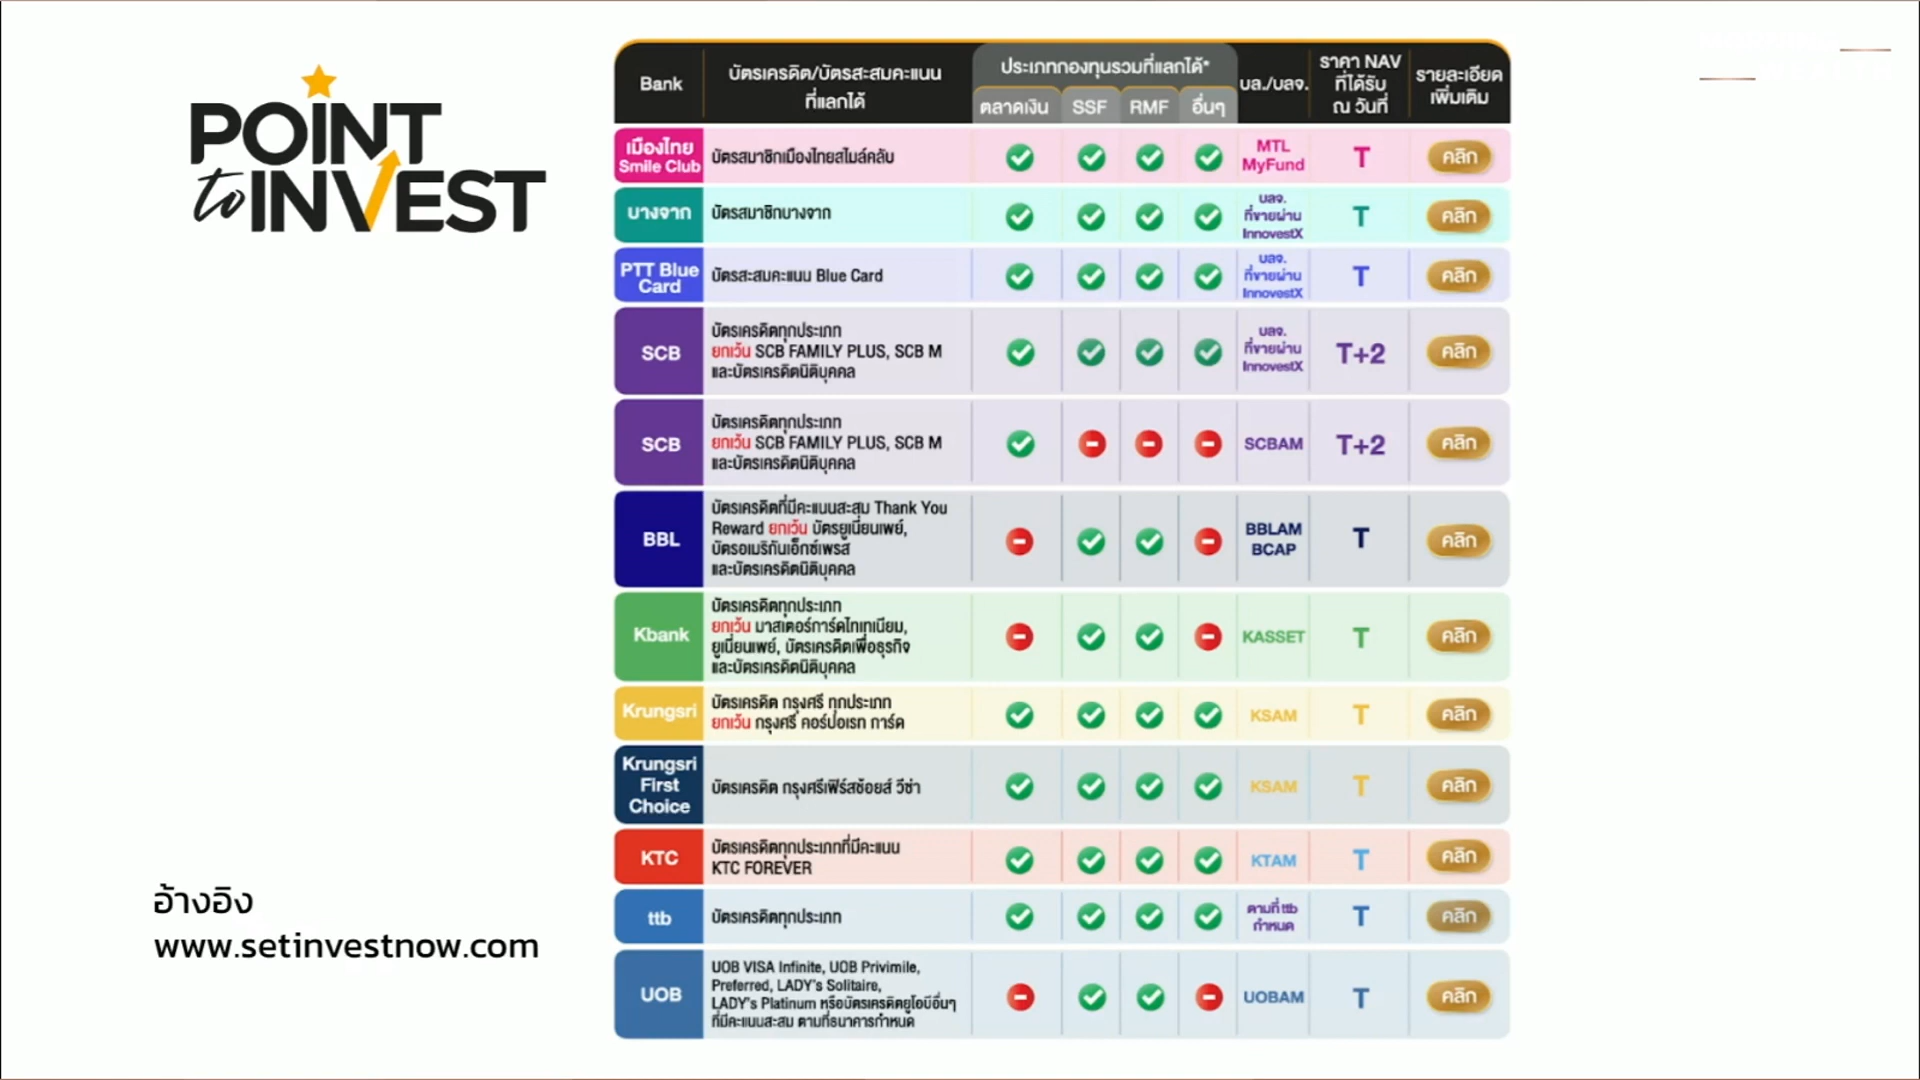 POINT
to INVEST
อ้างอิง
www.setinvestnow.com
Bank
บัตรเครดิต/บัตรสะสมคะแนน
ที่แลกได้
ประเภทกองทุนรวมที่แลกได้*
ตลาดเงิน SSF RMF อื่นๆ
บล./บลจ.
ราคา NAV
ที่ได้รับ
ณ วันที่
รายละเอียด
เพิ่มเติม
เมืองไทย
Smile Club
บัตรสมาชิกเมืองไทยสไมล์คลับ
MTL
MyFund
T
คลิก
บางจาก
บัตรสมาชิกบางจาก
บลจ.
ที่ขายผ่าน
InnovestX
T
คลิก
PTT Blue
Card
บัตรสะสมคะแนน Blue Card
บลจ.
ที่ขายผ่าน
InnovestX
T
คลิก
SCB
บัตรเครดิตทุกประเภท
ยกเว้น SCB FAMILY PLUS, SCB M
และบัตรเครดิตนิติบุคคล
บลจ.
ที่ขายผ่าน
InnovestX
T+2
คลิก
SCB
บัตรเครดิตทุกประเภท
ยกเว้น SCB FAMILY PLUS, SCB M
และบัตรเครดิตนิติบุคคล
SCBAM
T+2
คลิก
BBL
บัตรเครดิตที่มีคะแนนสะสม Thank You
Reward ยกเว้น บัตรยูเนี่ยนเพย์,
บัตรอเมริกันเอ็กซ์เพรส
และบัตรเครดิตนิติบุคคล
BBLAM
BCAP
T
คลิก
Kbank
บัตรเครดิตทุกประเภท
ยกเว้น มาสเตอร์การ์ดไทเทเนียม,
ยูเนี่ยนเพย์, บัตรเครดิตเพื่อธุรกิจ
และบัตรเครดิตนิติบุคคล
KASSET
T
คลิก
Krungsri
บัตรเครดิต กรุงศรี ทุกประเภท
ยกเว้น กรุงศรี คอร์ปอเรท การ์ด
KSAM
T
คลิก
Krungsri
First
Choice
บัตรเครดิต กรุงศรีเฟิร์สช้อยส์ วีซ่า
KSAM
T
คลิก
KTC
บัตรเครดิตทุกประเภทที่มีคะแนน
KTC FOREVER
KTAM
T
คลิก
ttb
บัตรเครดิตทุกประเภท
ตามที่ ttb
กำหนด
T
คลิก
UOB
UOB VISA Infinite, UOB Privimile,
Preferred, LADY's Solitaire,
LADY's Platinum หรือบัตรเครดิตยูโอบีอื่นๆ
ที่มีคะแนนสะสม ตามที่ธนาคารกำหนด
UOBAM
T
คลิก